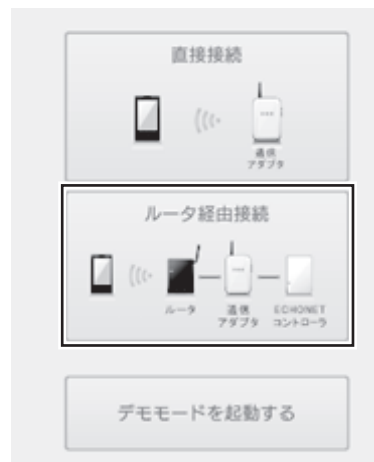 直接接続
通信
アダプタ
ルータ経由接続
ルータ
通信
アダプタ
ECHONET
コントローラ
デモモードを起動する